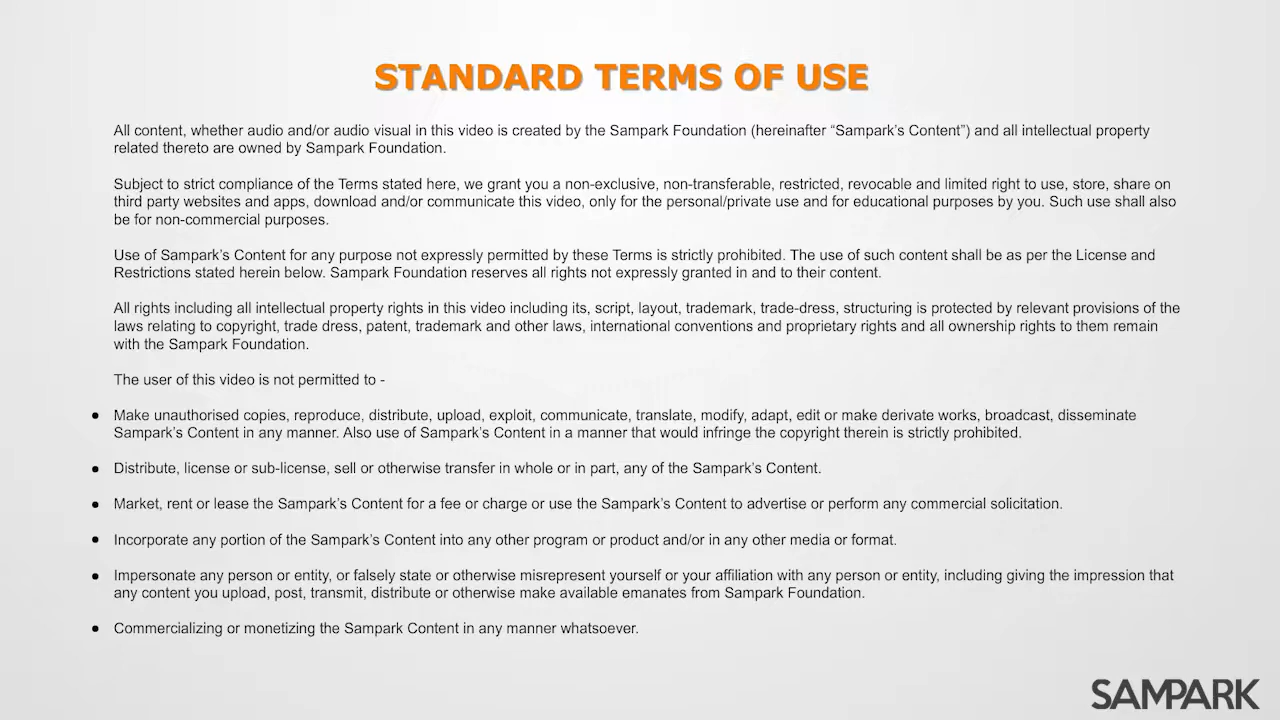 STANDARD TERMS OF USE
All content, whether audio and/or audio visual in this video is created by the Sampark Foundation (hereinafter “Sampark’s Content”) and all intellectual property
related thereto are owned by Sampark Foundation.
Subject to strict compliance of the Terms stated here, we grant you a non-exclusive, non-transferable, restricted, revocable and limited right to use, store, share on
third party websites and apps, download and/or communicate this video, only for the personal/private use and for educational purposes by you. Such use shall also
be for non-commercial purposes.
Use of Sampark’s Content for any purpose not expressly permitted by these Terms is strictly prohibited. The use of such content shall be as per the License and
Restrictions stated herein below. Sampark Foundation reserves all rights not expressly granted in and to their content.
All rights including all intellectual property rights in this video including its, script, layout, trademark, trade-dress, structuring is protected by relevant provisions of the
laws relating to copyright, trade dress, patent, trademark and other laws, international conventions and proprietary rights and all ownership rights to them remain
with the Sampark Foundation.
The user of this video is not permitted to -
● Make unauthorised copies, reproduce, distribute, upload, exploit, communicate, translate, modify, adapt, edit or make derivate works, broadcast, disseminate
Sampark’s Content in any manner. Also use of Sampark’s Content in a manner that would infringe the copyright therein is strictly prohibited.
● Distribute, license or sub-license, sell or otherwise transfer in whole or in part, any of the Sampark’s Content.
● Market, rent or lease the Sampark’s Content for a fee or charge or use the Sampark’s Content to advertise or perform any commercial solicitation.
● Incorporate any portion of the Sampark’s Content into any other program or product and/or in any other media or format.
● Impersonate any person or entity, or falsely state or otherwise misrepresent yourself or your affiliation with any person or entity, including giving the impression that
any content you upload, post, transmit, distribute or otherwise make available emanates from Sampark Foundation.
● Commercializing or monetizing the Sampark Content in any manner whatsoever.
SAMPARK